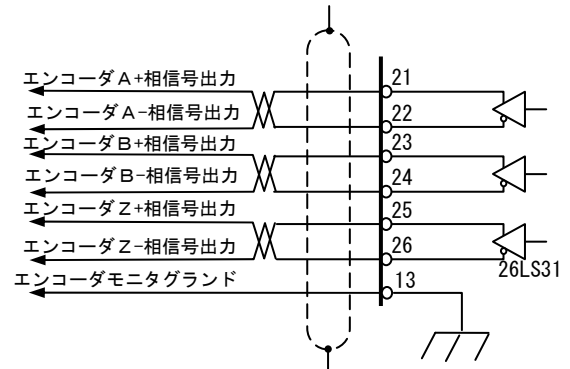 エンコーダA+相信号出力 21
エンコーダA-相信号出力 22
エンコーダB+相信号出力 23
エンコーダB-相信号出力 24
エンコーダZ+相信号出力 25
エンコーダZ-相信号出力 26
26LS31
エンコーダモニタグランド 13